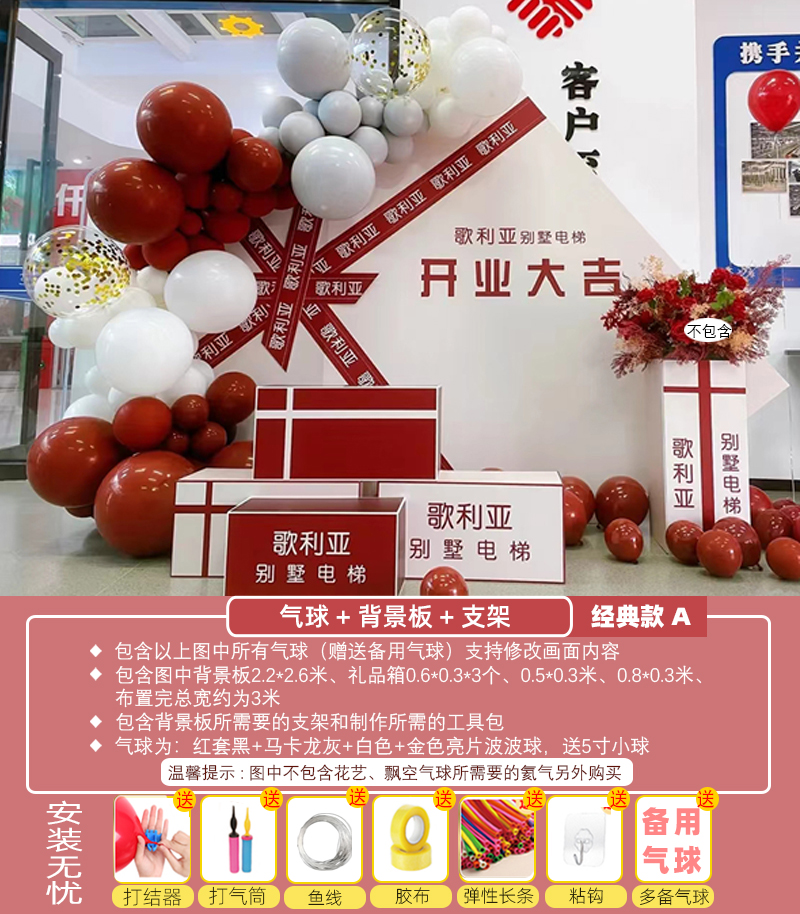 客户至
携手
仟
歌利亚 歌利亚 歌利亚 歌利亚
歌利亚
歌利亚
歌利亚
歌利亚别墅电梯
开业大吉
不包含
歌利亚
别墅电梯
歌利亚
别墅电梯
歌利亚
别墅电梯
气球 + 背景板 + 支架
经典款 A
包含以上图中所有气球（赠送备用气球）支持修改画面内容
包含图中背景板2.2*2.6米、礼品箱0.6*0.3*3个、0.5*0.3米、0.8*0.3米、
布置完总宽约为3米
包含背景板所需要的支架和制作所需的工具包
气球为：红套黑+马卡龙灰+白色+金色亮片波波球，送5寸小球
温馨提示 : 图中不包含花艺、飘空气球所需要的氦气另外购买
安装无忧
送 送 送 送 送 送 送
备用
气球
打结器 打气筒 鱼线 胶布 弹性长条 粘钩 多备气球